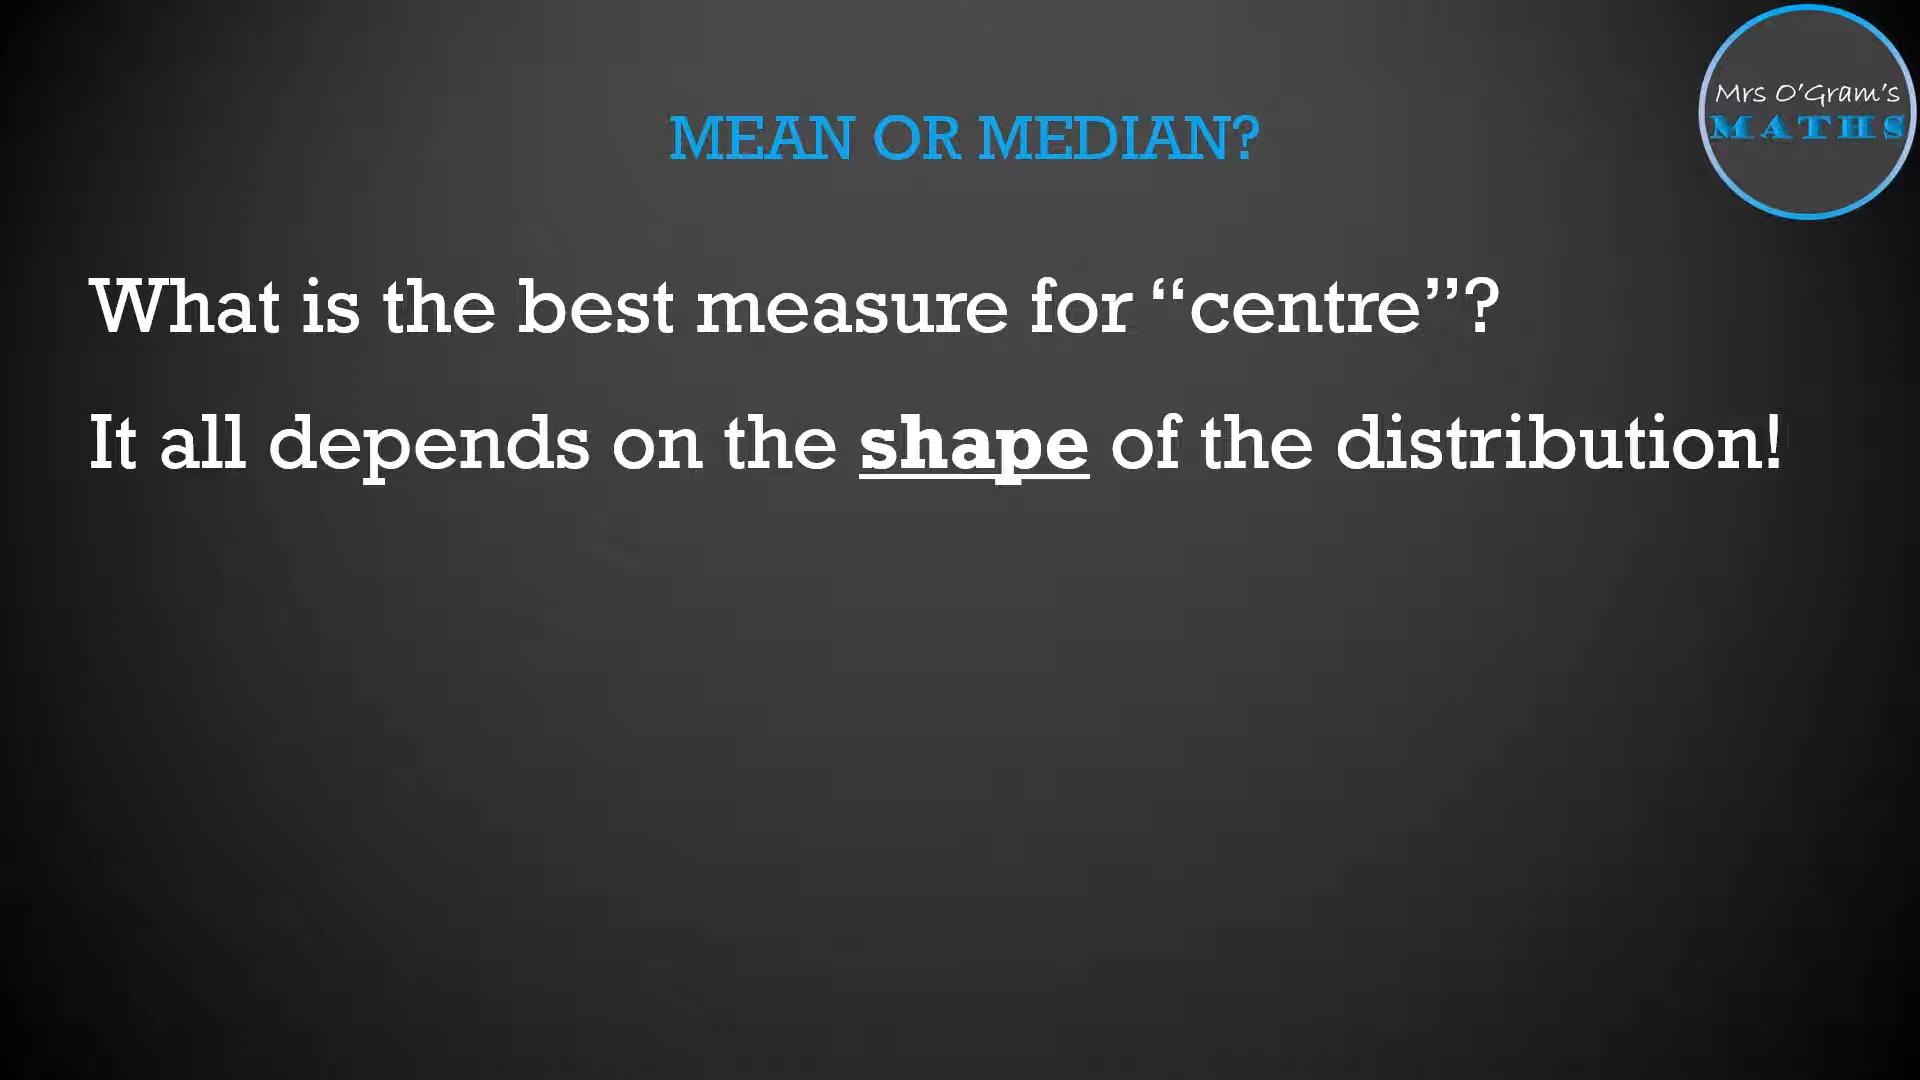 Mrs O'Gram's
MATHS
MEAN OR MEDIAN?
What is the best measure for “centre”?
It all depends on the shape of the distribution!